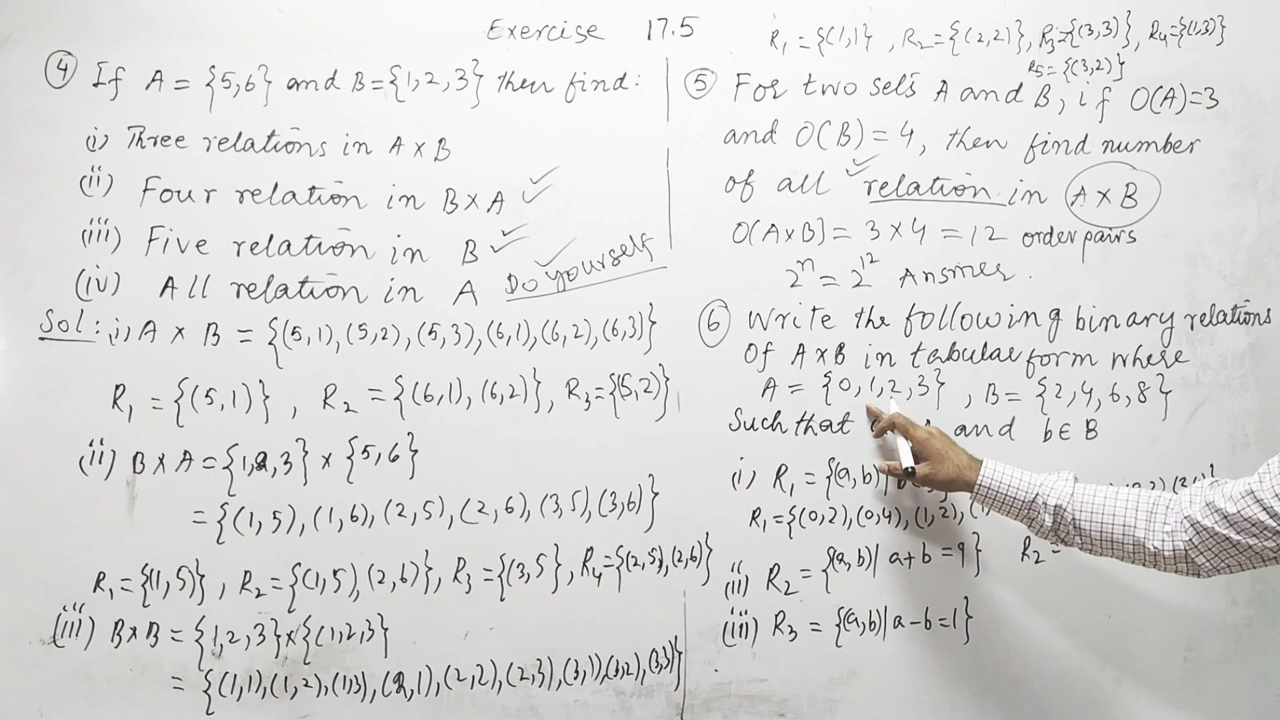 Exercise 17.5
④ If A = {5,6} and B={1,2,3} then find:
i) Three relations in A x B
(ii) Four relation in B x A ✓
(iii) Five relation in B ✓
(iv) All relation in A Do yourself
Sol: i) A x B = {(5,1),(5,2),(5,3),(6,1),(6,2),(6,3)}
R₁ = {(5,1)}, R₂ = {(6,1),(6,2)}, R₃={(5,2)}
(ii) B x A = {1,2,3} x {5,6}
= {(1,5),(1,6),(2,5),(2,6),(3,5),(3,6)}
R₁={(1,5)}, R₂={(1,5),(2,6)}, R₃={(3,5}, R₄={(2,5),(2,6)}
(iii) B x B = {1,2,3}x{(1,2,3}
= {(1,1),(1,2),(1,3),(2,1),(2,2),(2,3),(3,1),(3,2),(3,3)}
R₁ = {(1,1}, R₂={(2,2)}, R₃={(3,3)}, R₄={(1,3)}
R₅={(3,2)}
⑤ For two sets A and B, if O(A)=3
and O(B) = 4, then find number
of all relation in A x B
O(A x B) = 3 x 4 = 12 order pairs
2ⁿ = 2¹² Answer.
⑥ Write the following binary relations
Of A x B in tabular form where
A = {0,1,2,3}, B = {2,4,6,8}
Such that and b ∈ B
(i) R₁ = {(a,b)|
R₁={(0,2),(0,4),(1,2),
(ii) R₂ = {(a,b)| a+b=9} R₂ =
(iii) R₃ = {(a,b)| a-b=1}